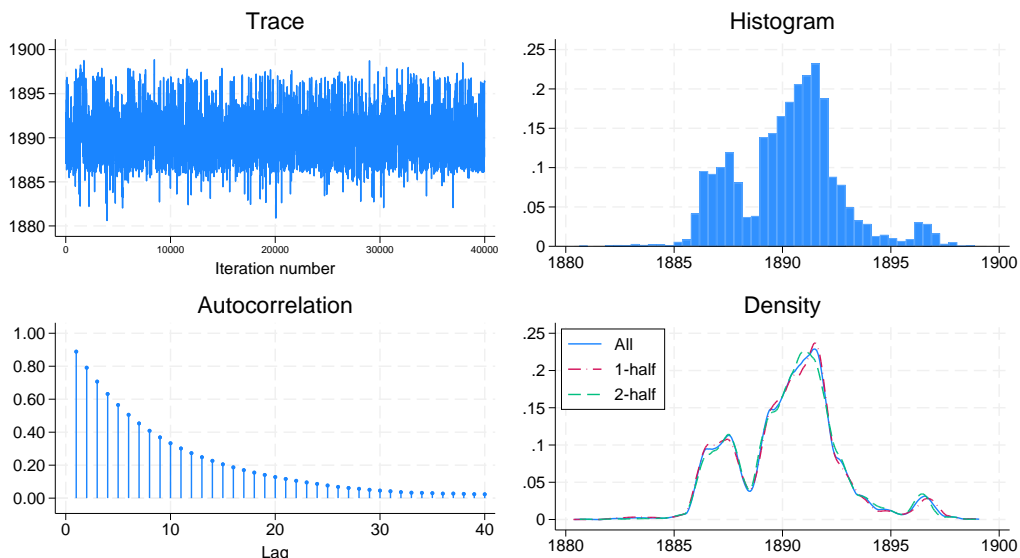 Trace
1900
1895
1890
1885
1880
0 10000 20000 30000 40000
Iteration number
Histogram
.25
.2
.15
.1
.05
0
1880 1885 1890 1895 1900
Autocorrelation
1.00
0.80
0.60
0.40
0.20
0.00
0 10 20 30 40
Lag
Density
.25
.2
.15
.1
.05
0
All
1-half
2-half
1880 1885 1890 1895 1900